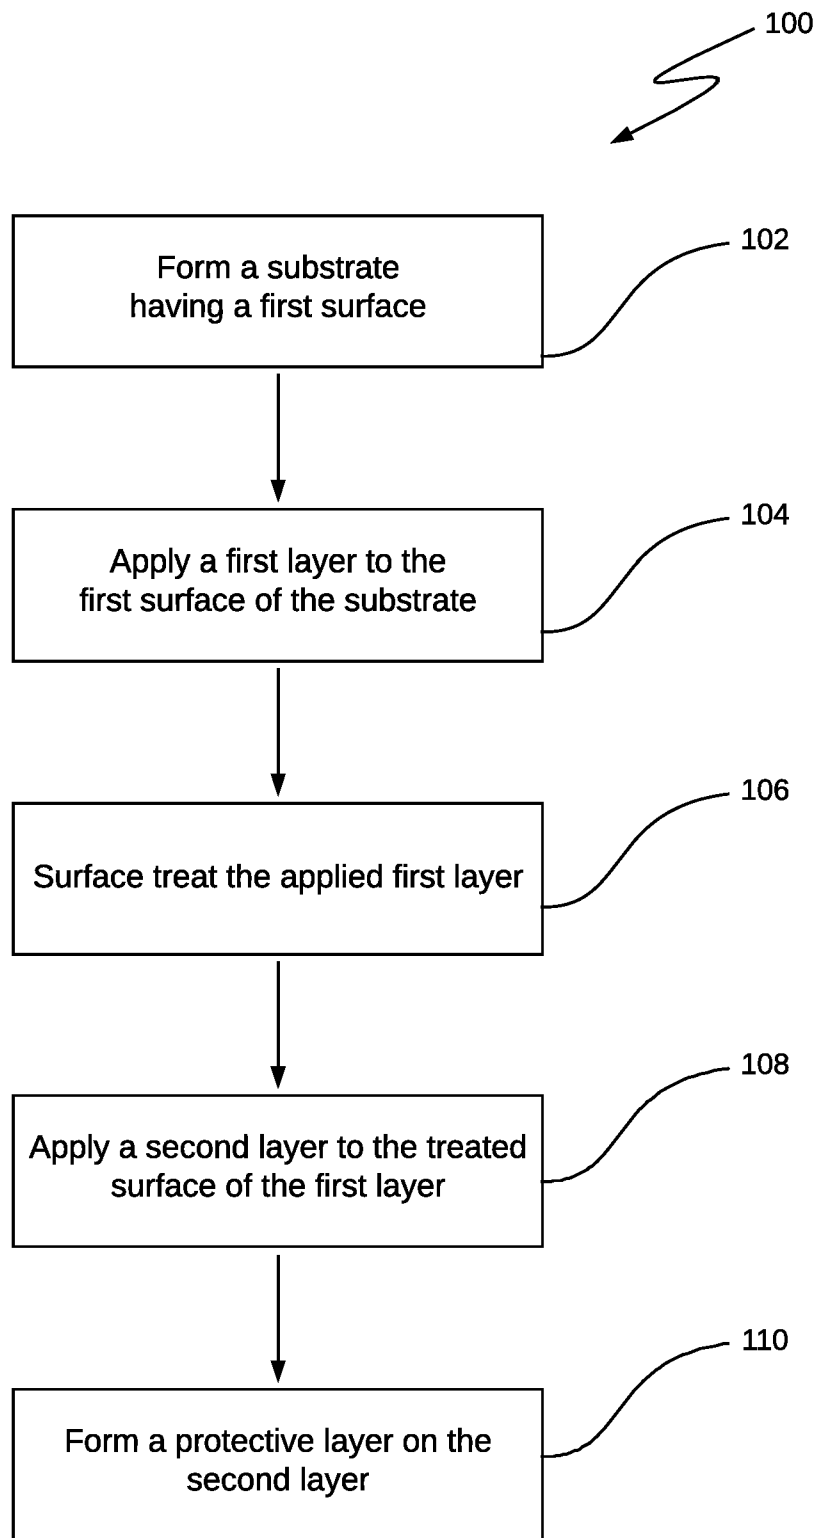 100
Form a substrate
having a first surface
102
Apply a first layer to the
first surface of the substrate
104
Surface treat the applied first layer
106
Apply a second layer to the treated
surface of the first layer
108
Form a protective layer on the
second layer
110